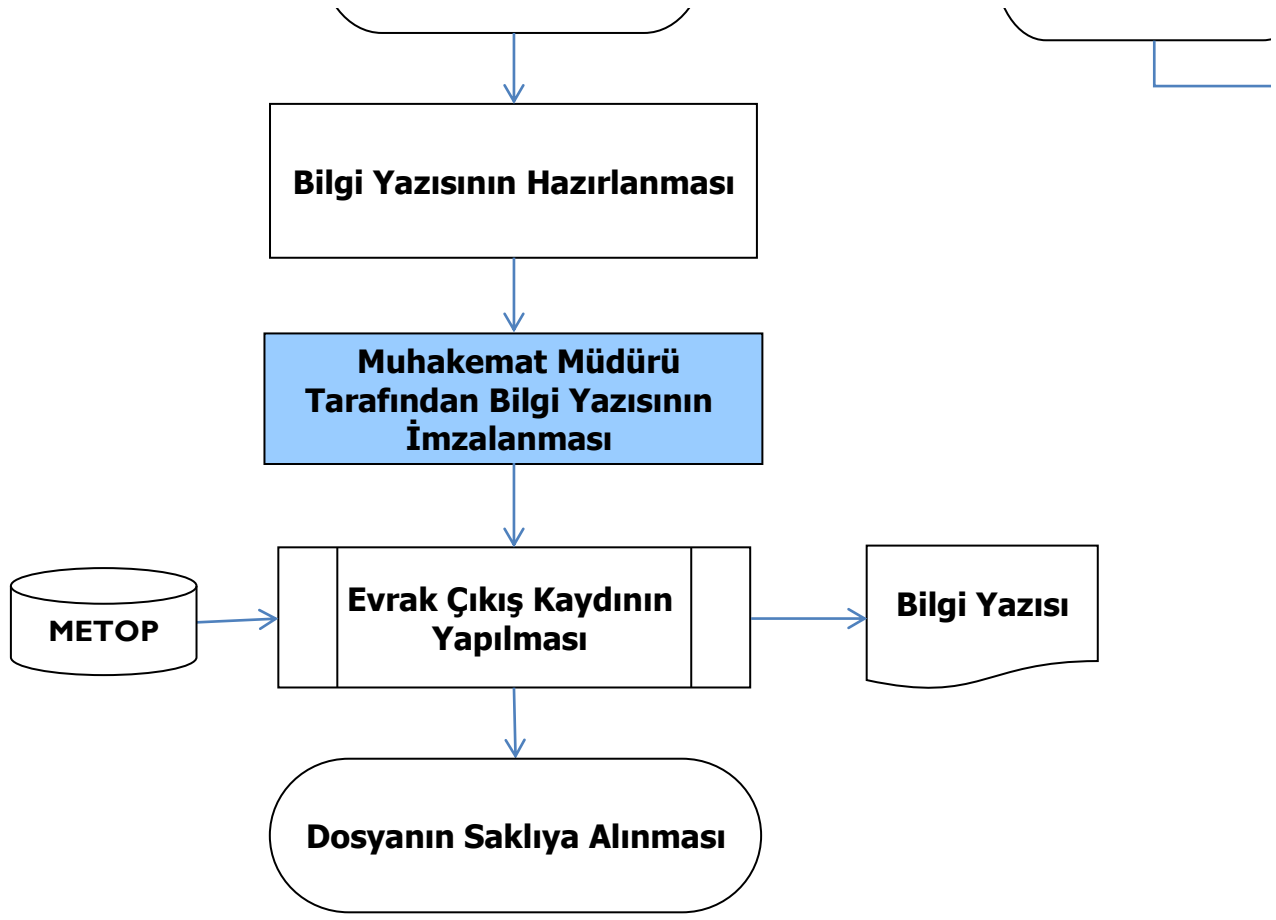 Bilgi Yazısının Hazırlanması
Muhakemat Müdürü
Tarafından Bilgi Yazısının
İmzalanması
METOP
Evrak Çıkış Kaydının
Yapılması
Bilgi Yazısı
Dosyanın Saklıya Alınması